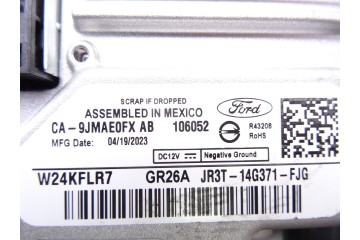 SCRAP IF DROPPED
ASSEMBLED IN MEXICO
Ford
CA - 9JMAE0FX AB 106052
MFG Date: 04/19/2023
R43208
RoHS
DC12V Negative Ground
W24KFLR7 GR26A JR3T-14G371-FJG